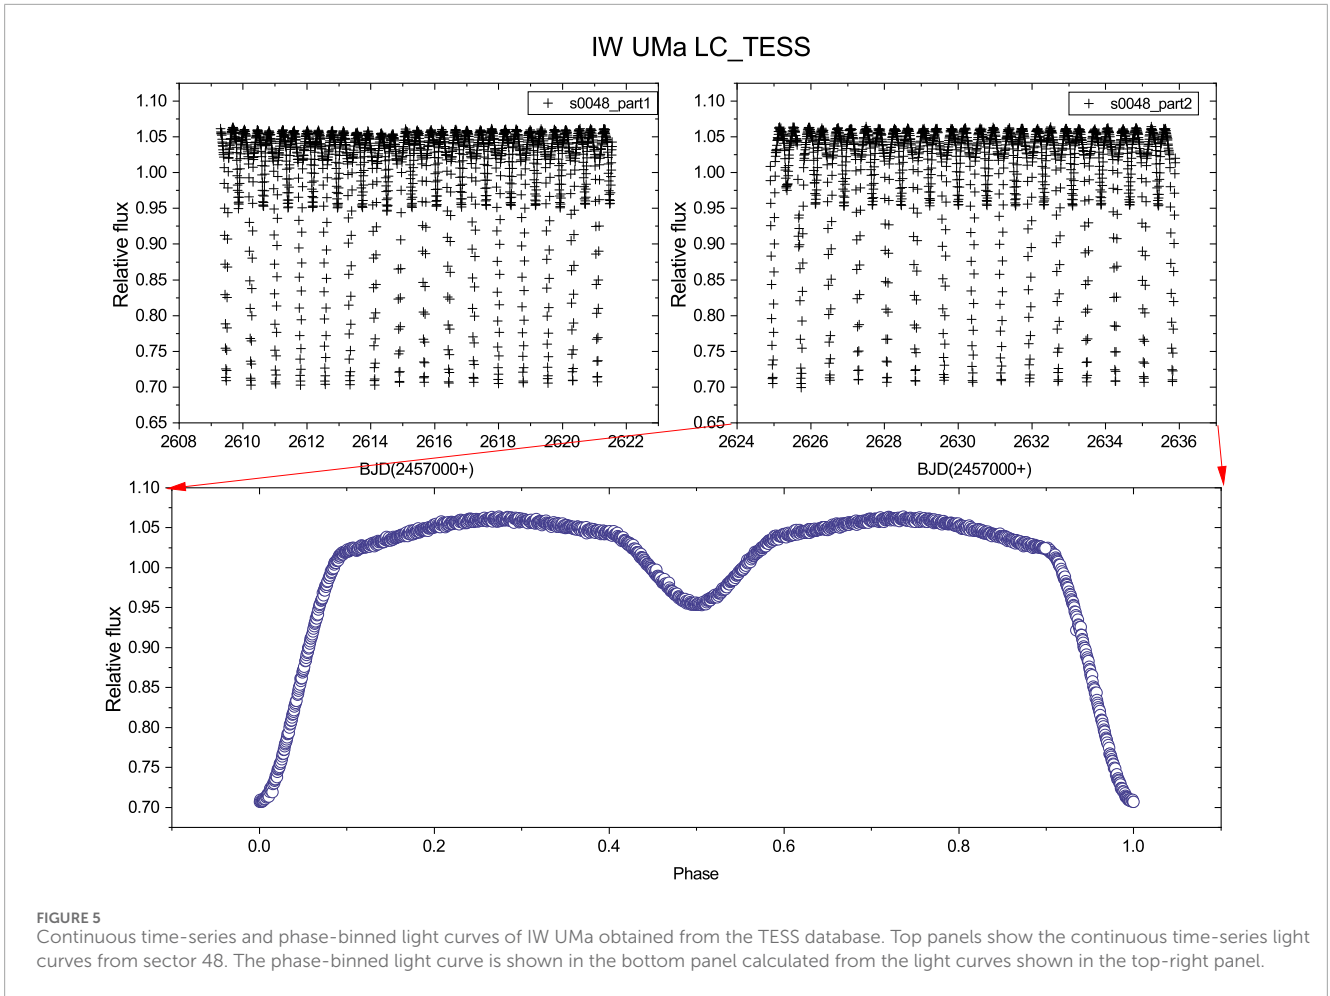 IW UMa LC_TESS
s0048_part1
1.10
1.05
1.00
0.95
0.90
0.85
0.80
0.75
0.70
0.65
Relative flux
2608 2610 2612 2614 2616 2618 2620 2622
BJD(2457000+)
s0048_part2
1.10
1.05
1.00
0.95
0.90
0.85
0.80
0.75
0.70
0.65
Relative flux
2624 2626 2628 2630 2632 2634 2636
BJD(2457000+)
1.10
1.05
1.00
0.95
0.90
0.85
0.80
0.75
0.70
Relative flux
0.0 0.2 0.4 0.6 0.8 1.0
Phase
FIGURE 5
Continuous time-series and phase-binned light curves of IW UMa obtained from the TESS database. Top panels show the continuous time-series light
curves from sector 48. The phase-binned light curve is shown in the bottom panel calculated from the light curves shown in the top-right panel.